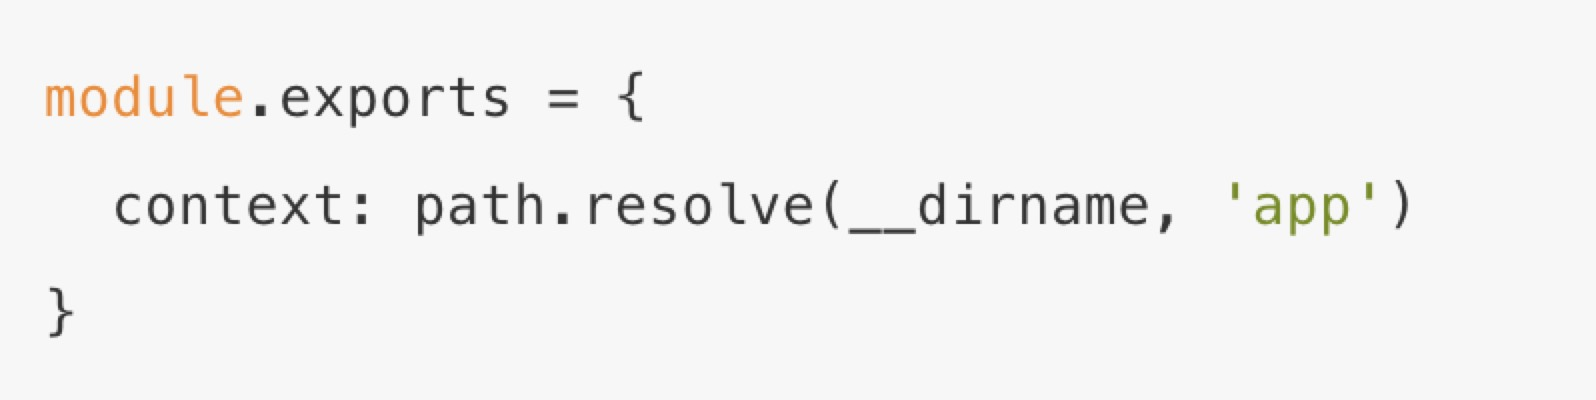 module.exports = {
  context: path.resolve(__dirname, 'app')
}